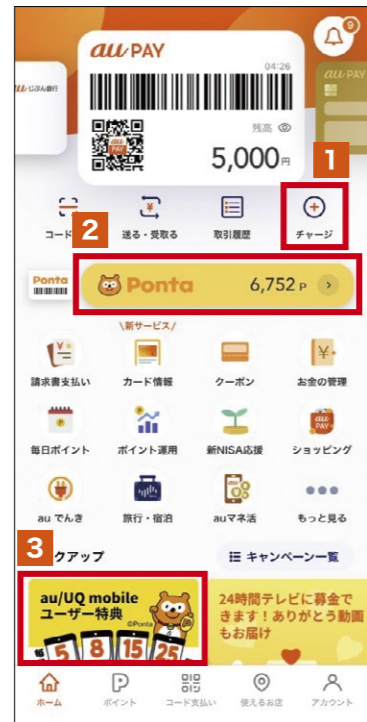 9
au PAY
04:26
au じぶん銀行
au PAY
残高
5,000円
1
コード
2
送る・受取る
取引履歴
チャージ
Ponta
Ponta
6,752 P
\新サービス/
請求書支払い
カード情報
クーポン
お金の管理
毎日ポイント
ポイント運用
新NISA応援
au PAY
ショッピング
au でんき
旅行・宿泊
auマネ活
もっと見る
3
クアップ
キャンペーン一覧
au/UQ mobile
ユーザー特典
©Ponta
毎 5 8 15 25
24時間テレビに募金で
きます！ありがとう動画
もお届け
ホーム
ポイント
コード支払い
使えるお店
アカウント